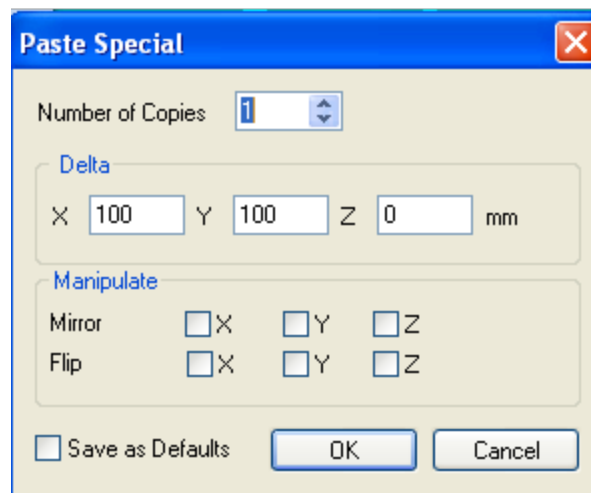 Paste Special
Number of Copies 1
Delta
X 100 Y 100 Z 0 mm
Manipulate
Mirror X Y Z
Flip X Y Z
Save as Defaults OK Cancel